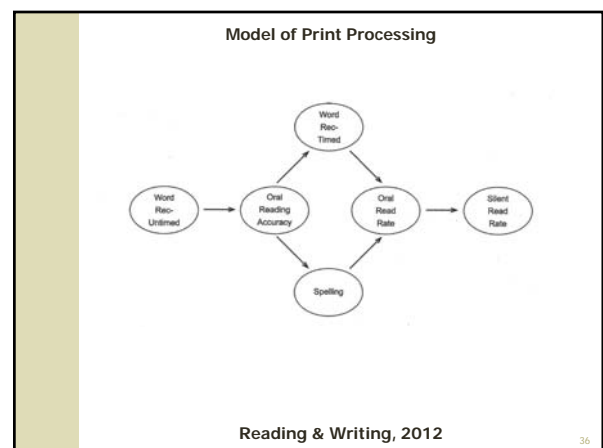 Model of Print Processing
Word
Rec-
Timed
Word
Rec-
Untimed
Oral
Reading
Accuracy
Oral
Read
Rate
Silent
Read
Rate
Spelling
Reading & Writing, 2012
36